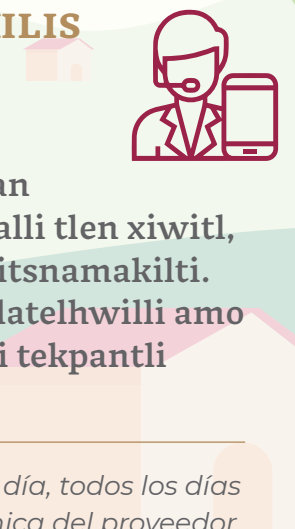 ILIS
an
alli tlen xiwitl,
itsnamakilti.
latelhwilli amo
i tekpantli
día, todos los días
nica del proveedor